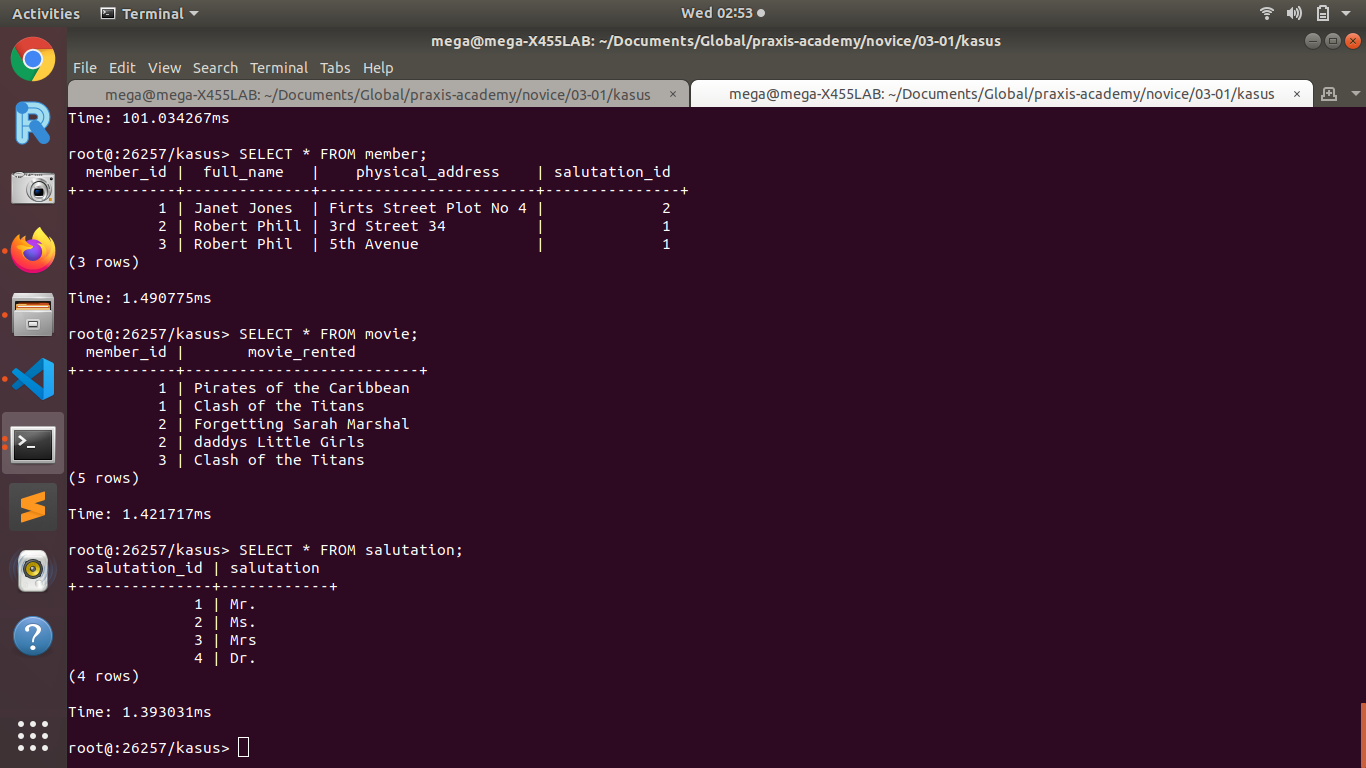 Activities Terminal Wed 02:53
mega@mega-X455LAB: ~/Documents/Global/praxis-academy/novice/03-01/kasus
File Edit View Search Terminal Tabs Help
mega@mega-X455LAB: ~/Documents/Global/praxis-academy/novice/03-01/kasus × mega@mega-X455LAB: ~/Documents/Global/praxis-academy/novice/03-01/kasus ×
Time: 101.034267ms
root@:26257/kasus> SELECT * FROM member;
  member_id |  full_name   |    physical_address    | salutation_id
+-----------+--------------+------------------------+---------------+
          1 | Janet Jones  | Firts Street Plot No 4 |             2
          2 | Robert Phill | 3rd Street 34          |             1
          3 | Robert Phil  | 5th Avenue             |             1
(3 rows)
Time: 1.490775ms
root@:26257/kasus> SELECT * FROM movie;
  member_id |       movie_rented
+-----------+--------------------------+
          1 | Pirates of the Caribbean
          1 | Clash of the Titans
          2 | Forgetting Sarah Marshal
          2 | daddys Little Girls
          3 | Clash of the Titans
(5 rows)
Time: 1.421717ms
root@:26257/kasus> SELECT * FROM salutation;
  salutation_id | salutation
+---------------+------------+
              1 | Mr.
              2 | Ms.
              3 | Mrs
              4 | Dr.
(4 rows)
Time: 1.393031ms
root@:26257/kasus>